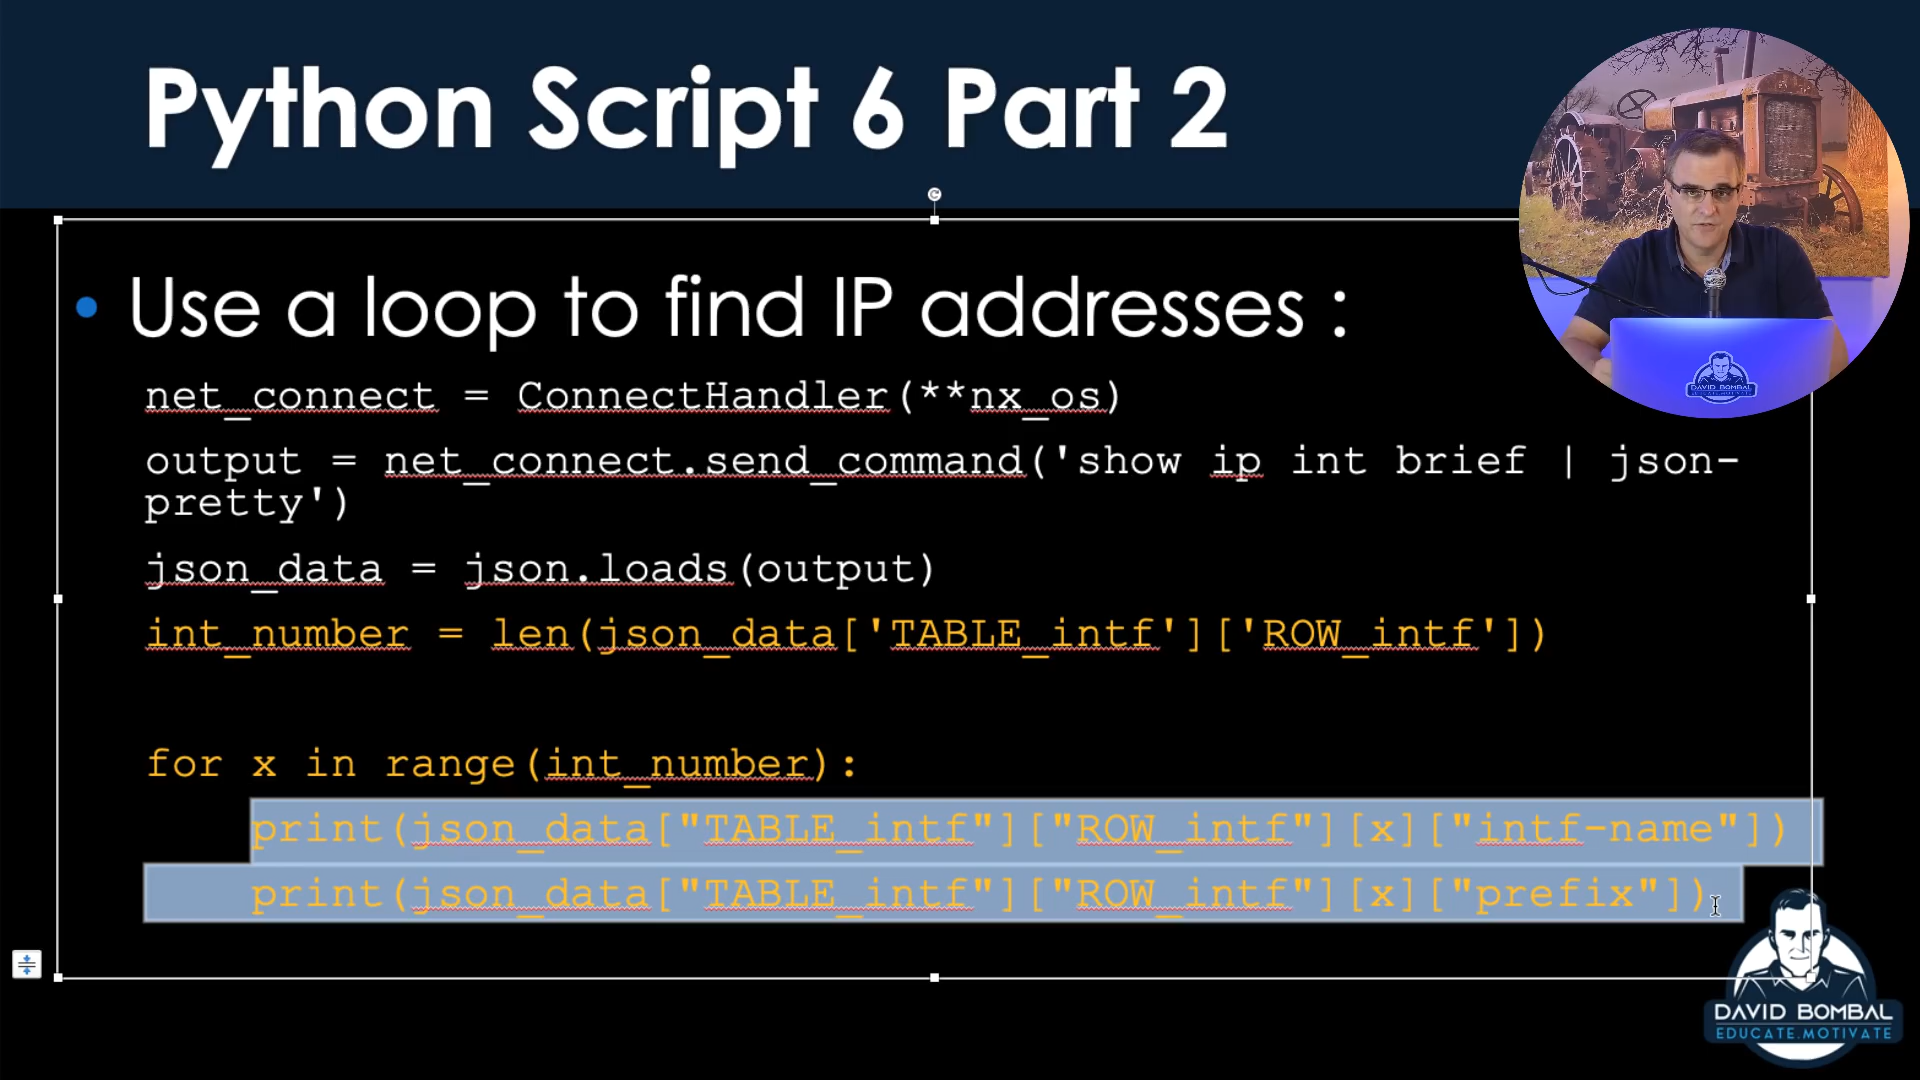 Python Script 6 Part 2
• Use a loop to find IP addresses :
net_connect = ConnectHandler(**nx_os)
output = net_connect.send_command('show ip int brief | json-
pretty')
json_data = json.loads(output)
int_number = len(json_data['TABLE_intf']['ROW_intf'])
for x in range(int_number):
print(json_data["TABLE_intf"]["ROW_intf"][x]["intf-name"])
print(json_data["TABLE_intf"]["ROW_intf"][x]["prefix"])
DAVID BOMBAL
DAVID BOMBAL
EDUCATE.MOTIVATE